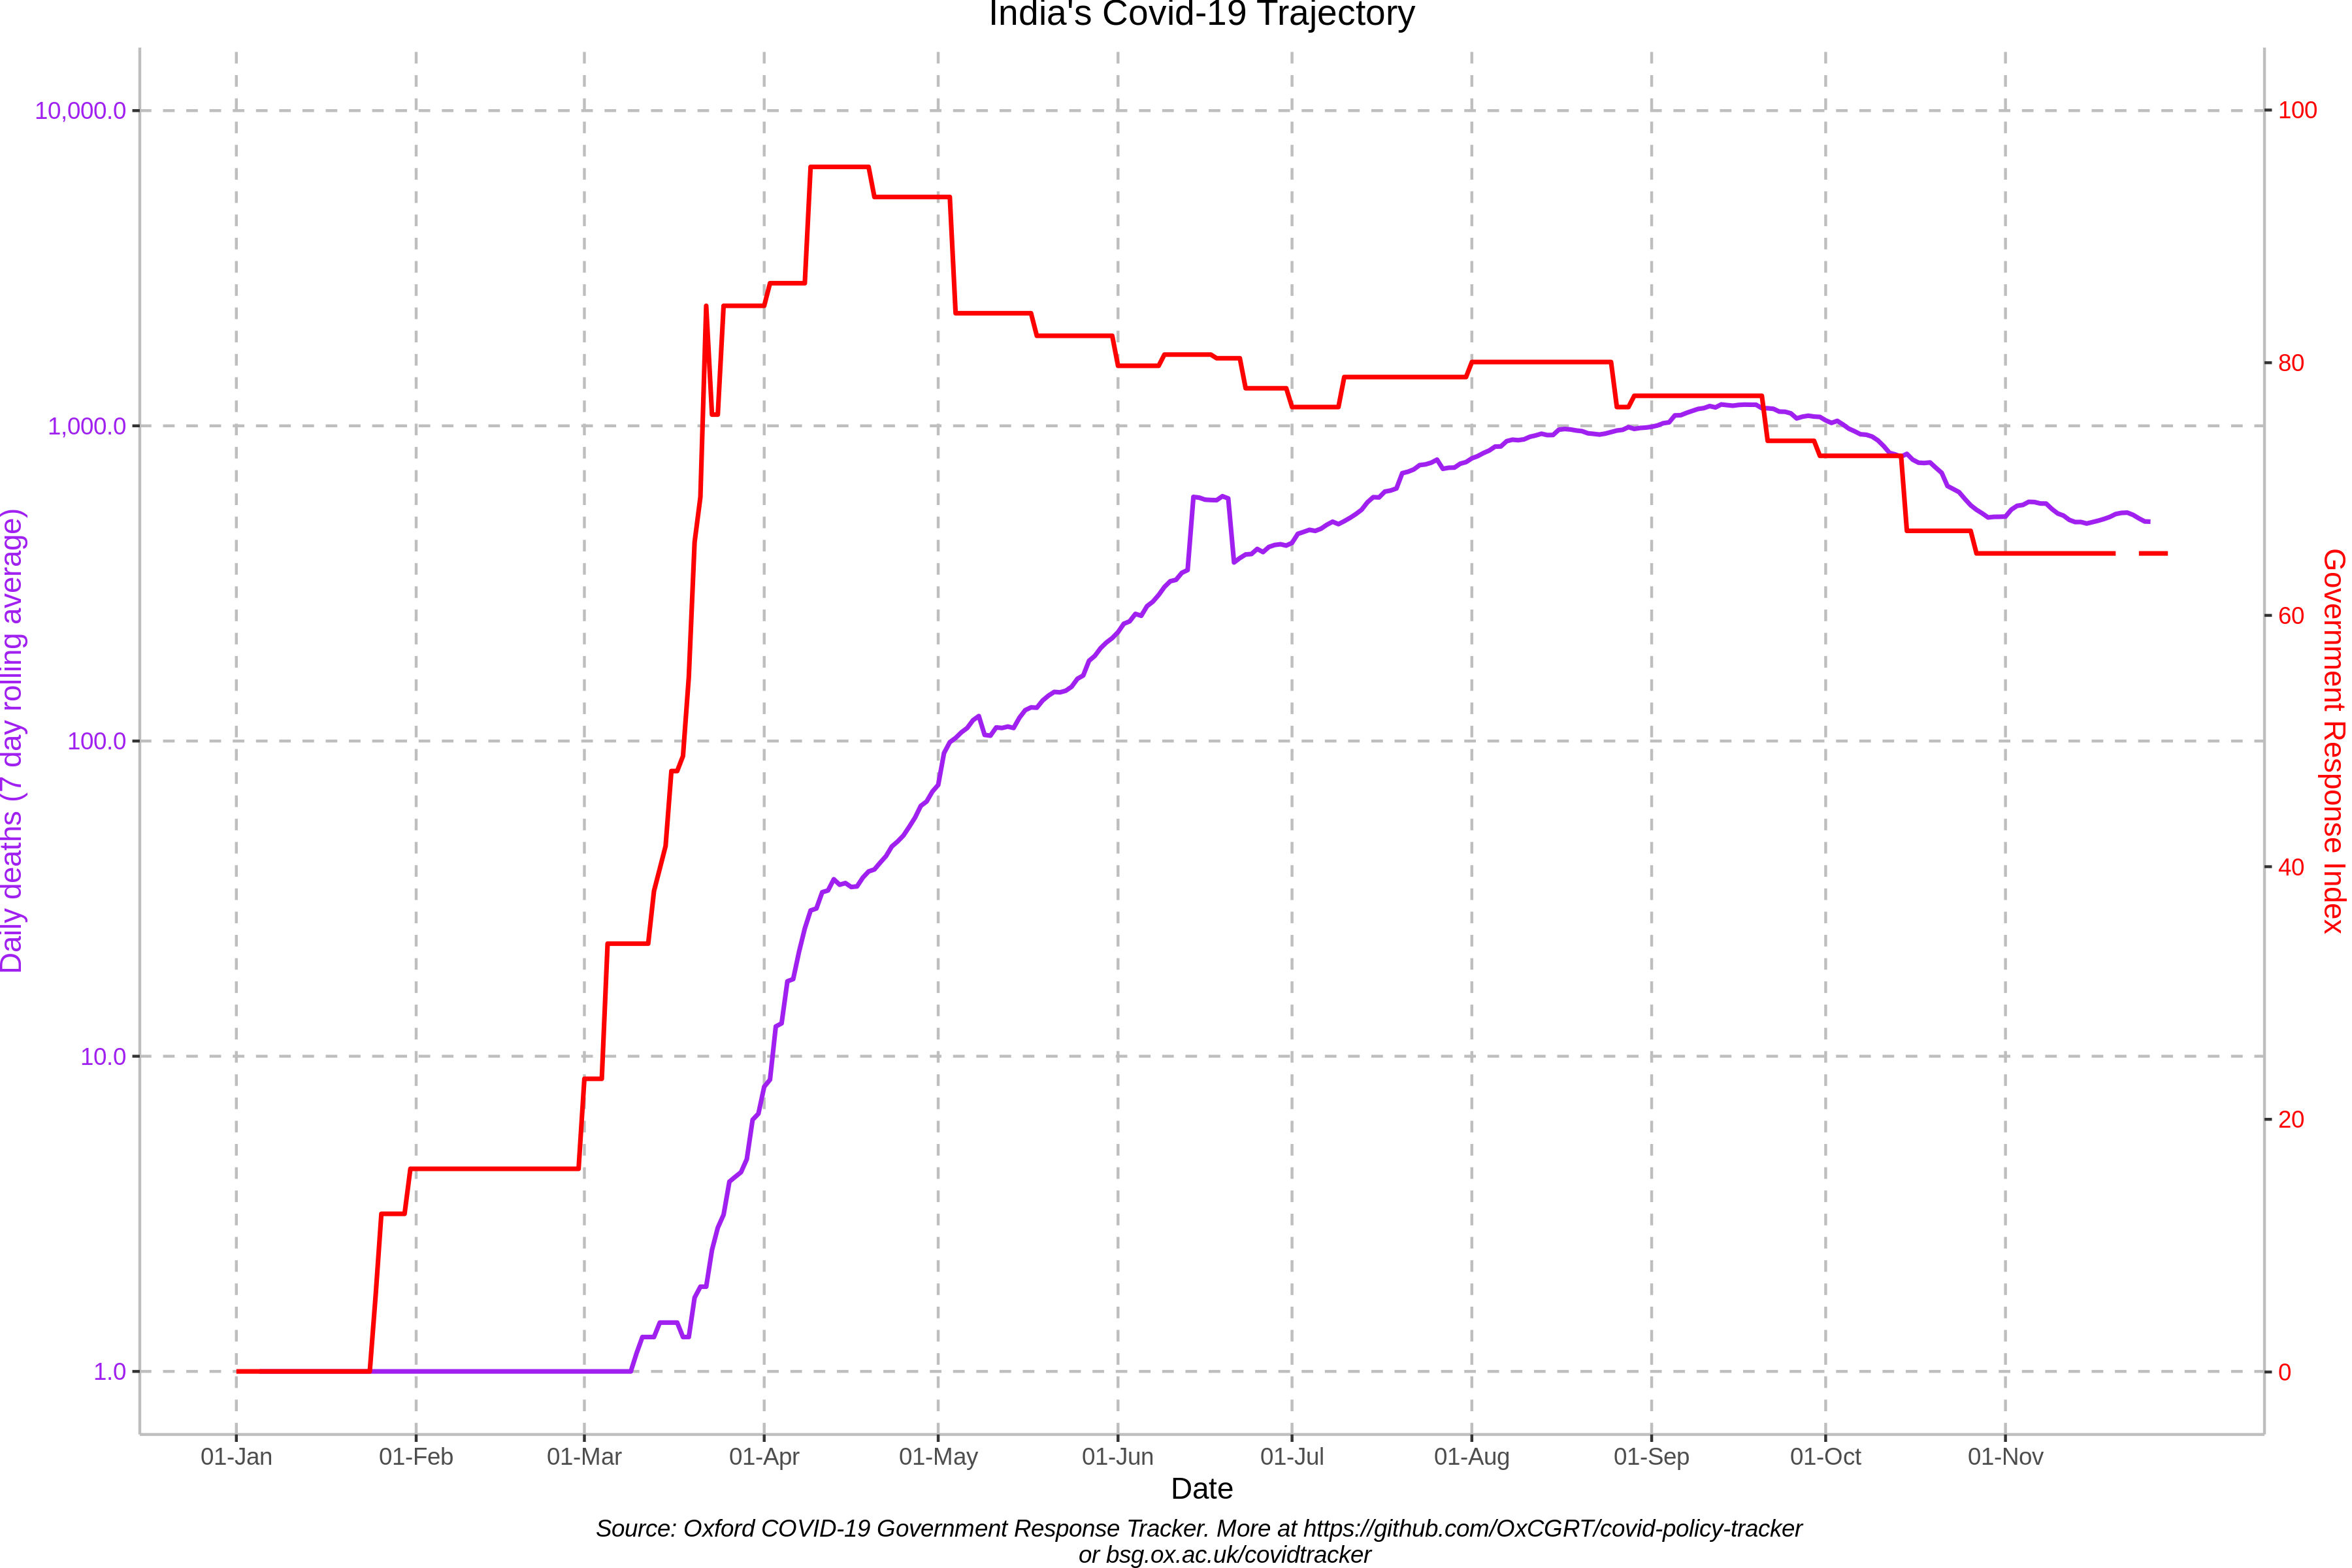 India's Covid-19 Trajectory
10,000.0
1,000.0
100.0
10.0
1.0
Daily deaths (7 day rolling average)
100
80
60
40
20
0
Government Response Index
01-Jan 01-Feb 01-Mar 01-Apr 01-May 01-Jun 01-Jul 01-Aug 01-Sep 01-Oct 01-Nov
Date
Source: Oxford COVID-19 Government Response Tracker. More at https://github.com/OxCGRT/covid-policy-tracker
or bsg.ox.ac.uk/covidtracker